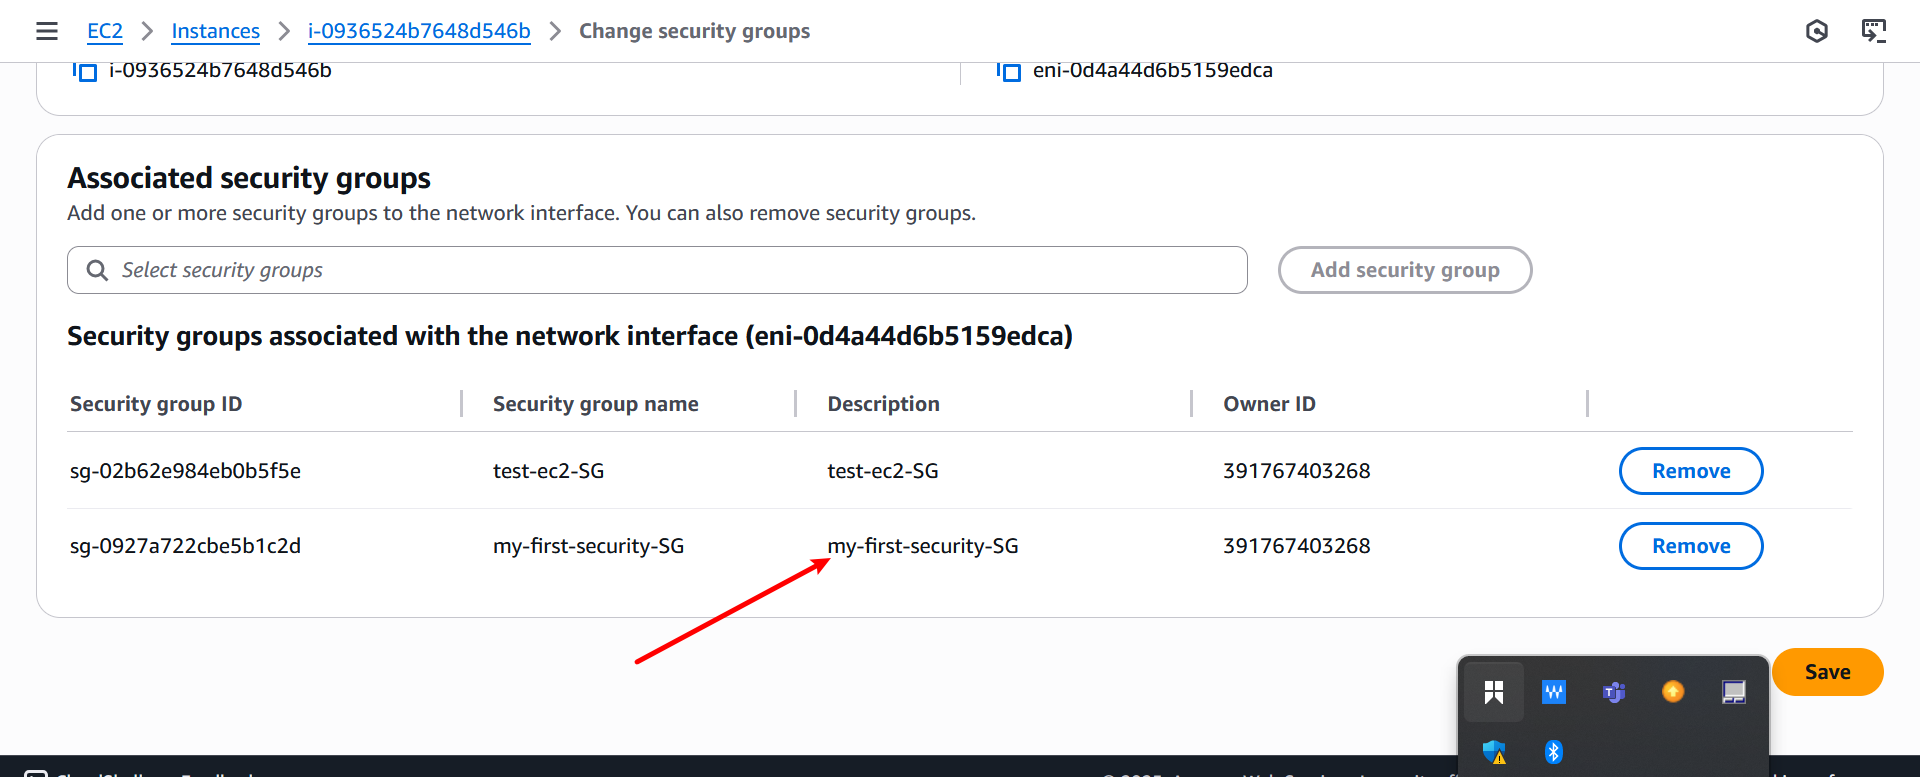 EC2 > Instances > i-0936524b7648d546b > Change security groups
i-0936524b7648d546b eni-0d4a44d6b5159edca
Associated security groups
Add one or more security groups to the network interface. You can also remove security groups.
Select security groups Add security group
Security groups associated with the network interface (eni-0d4a44d6b5159edca)
Security group ID Security group name Description Owner ID
sg-02b62e984eb0b5f5e test-ec2-SG test-ec2-SG 391767403268 Remove
sg-0927a722cbe5b1c2d my-first-security-SG my-first-security-SG 391767403268 Remove
Save